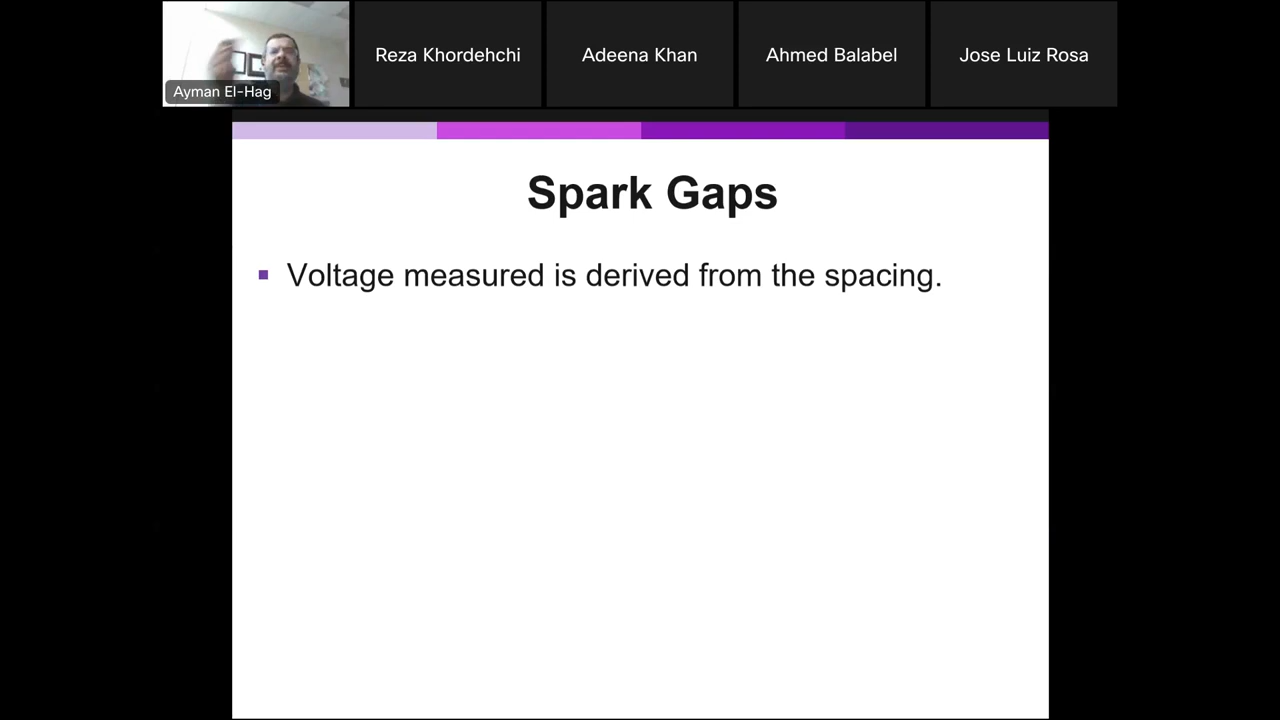 Ayman El-Hag
Reza Khordehchi
Adeena Khan
Ahmed Balabel
Jose Luiz Rosa
Spark Gaps
Voltage measured is derived from the spacing.